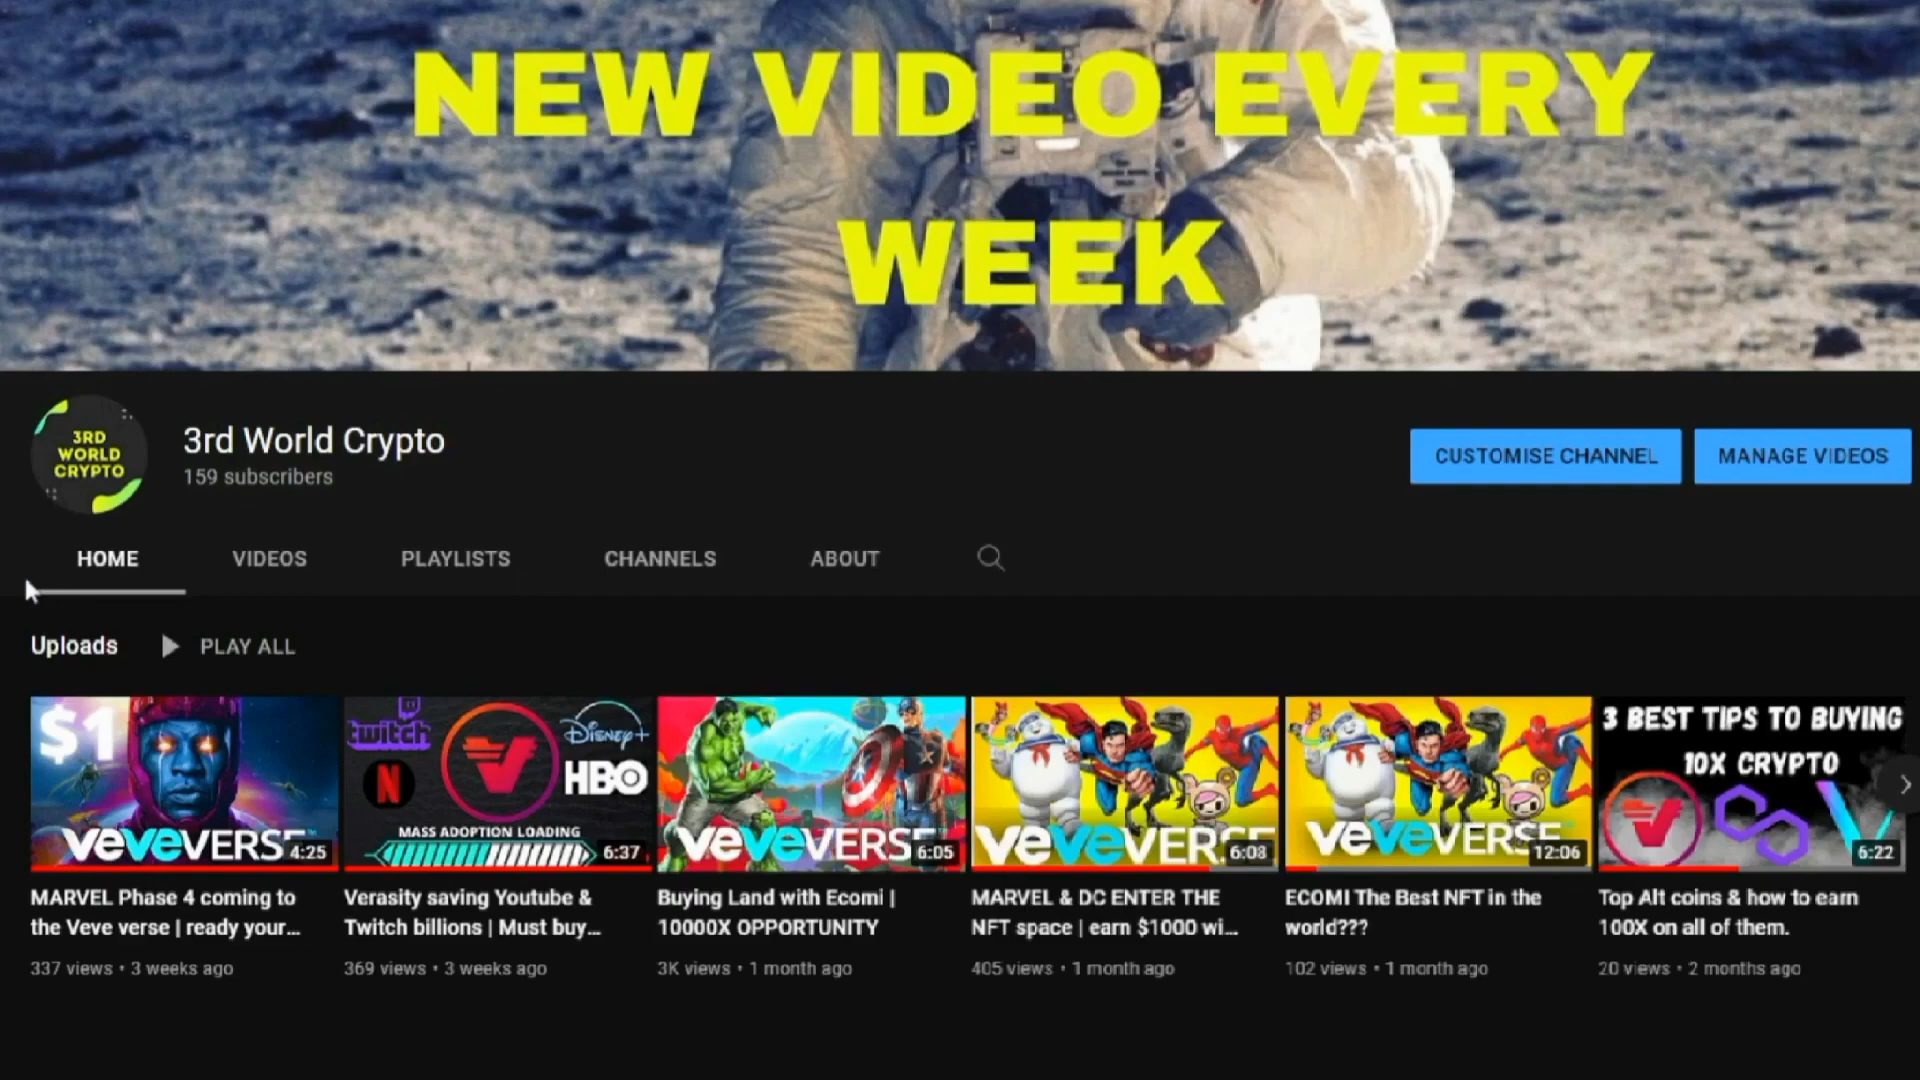 NEW VIDEO EVERY
WEEK
3RD
WORLD
CRYPTO
3rd World Crypto
159 subscribers
CUSTOMISE CHANNEL
MANAGE VIDEOS
HOME
VIDEOS
PLAYLISTS
CHANNELS
ABOUT
Uploads
PLAY ALL
$1
VEVEVERSE
4:25
twitch
Disney+
N
HBO
MASS ADOPTION LOADING
6:37
VEVEVERSE
6:05
VEVEVERSE
6:08
VEVEVERSE
12:06
3 BEST TIPS TO BUYING
10X CRYPTO
6:22
MARVEL Phase 4 coming to
the Veve verse | ready your...
337 views • 3 weeks ago
Verasity saving Youtube &
Twitch billions | Must buy...
369 views • 3 weeks ago
Buying Land with Ecomi |
10000X OPPORTUNITY
3K views • 1 month ago
MARVEL & DC ENTER THE
NFT space | earn $1000 wi...
405 views • 1 month ago
ECOMI The Best NFT in the
world???
102 views • 1 month ago
Top Alt coins & how to earn
100X on all of them.
20 views • 2 months ago